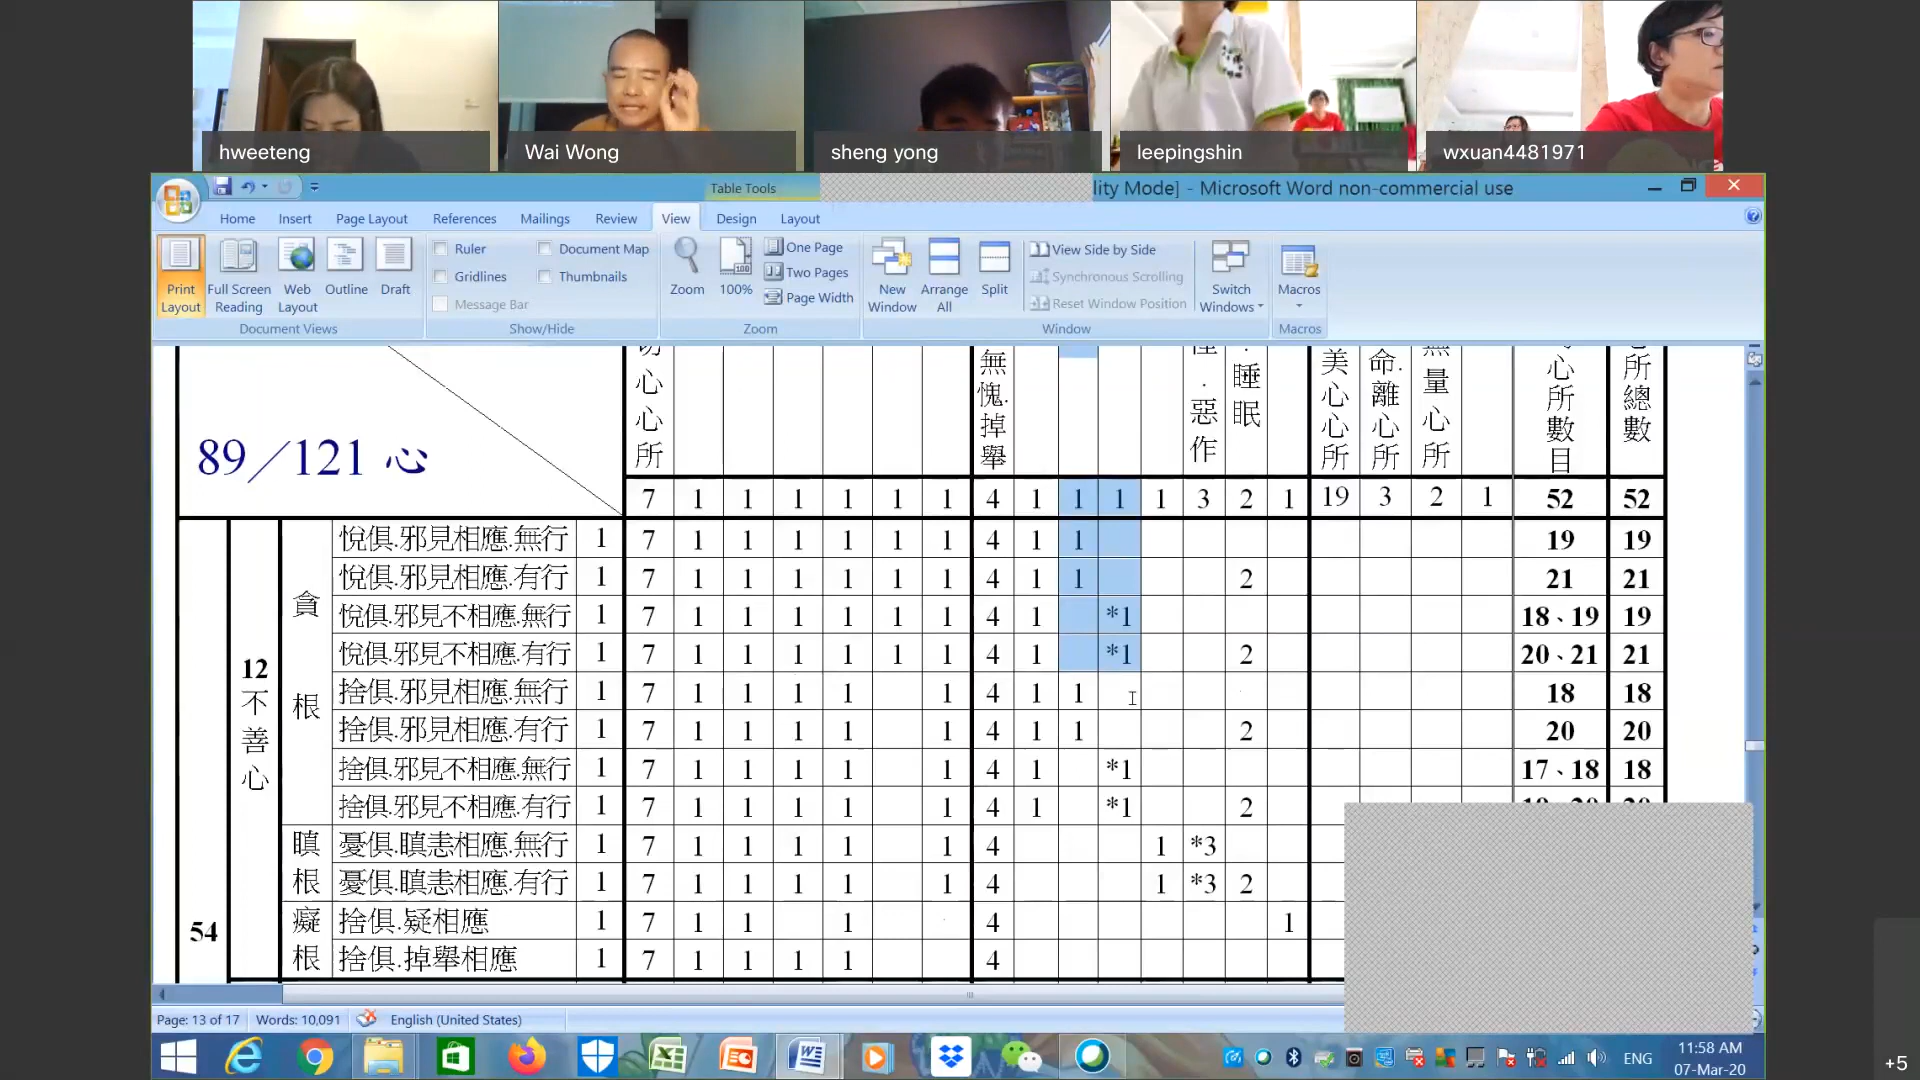 hweeteng
Wai Wong
sheng yong
leepingshin
wxuan4481971
Table Tools
lity Mode] - Microsoft Word non-commercial use
Home Insert Page Layout References Mailings Review View Design Layout
Print Layout
Full Screen Reading
Web Layout
Outline
Draft
Document Views
Ruler
Gridlines
Message Bar
Document Map
Thumbnails
Show/Hide
Zoom
100%
One Page
Two Pages
Page Width
Zoom
New Window
Arrange All
Split
View Side by Side
Synchronous Scrolling
Reset Window Position
Switch Windows
Window
Macros
Macros
89／121 心
心心所
無愧.掉舉
.惡作
.睡眠
美心心所
命.離心所
無量心所
心所數目
所總數
7 1 1 1 1 1 1 4 1 1 1 1 3 2 1 19 3 2 1 52 52
54
12 不善心
貪根
悅俱.邪見相應.無行 1 7 1 1 1 1 1 1 4 1 1 19 19
悅俱.邪見相應.有行 1 7 1 1 1 1 1 1 4 1 1 2 21 21
悅俱.邪見不相應.無行 1 7 1 1 1 1 1 1 4 1 *1 18、19 19
悅俱.邪見不相應.有行 1 7 1 1 1 1 1 1 4 1 *1 2 20、21 21
捨俱.邪見相應.無行 1 7 1 1 1 1 1 4 1 1 18 18
捨俱.邪見相應.有行 1 7 1 1 1 1 1 4 1 1 2 20 20
捨俱.邪見不相應.無行 1 7 1 1 1 1 1 4 1 *1 17、18 18
捨俱.邪見不相應.有行 1 7 1 1 1 1 1 4 1 *1 2
瞋根
憂俱.瞋恚相應.無行 1 7 1 1 1 1 1 4 1 *3
憂俱.瞋恚相應.有行 1 7 1 1 1 1 1 4 1 *3 2
癡根
捨俱.疑相應 1 7 1 1 1 4 1
捨俱.掉舉相應 1 7 1 1 1 1 4
Page: 13 of 17 Words: 10,091 English (United States)
ENG
11:58 AM
07-Mar-20
+5